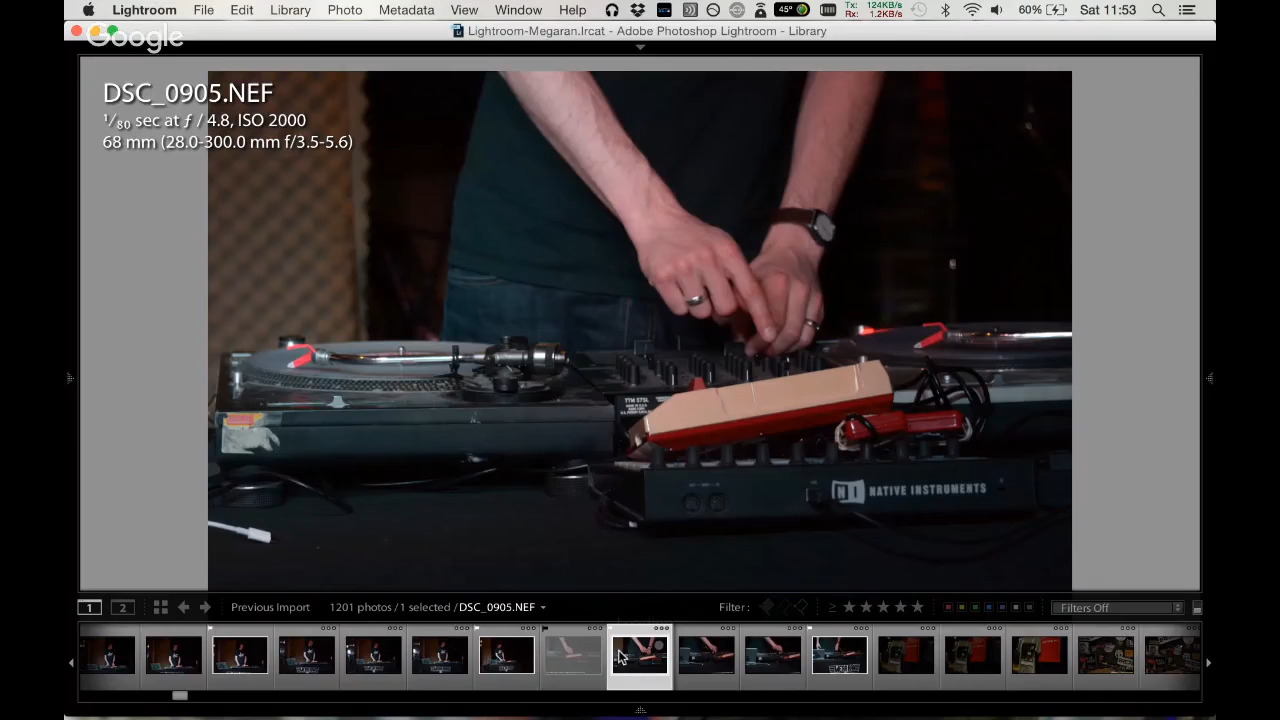 Lightroom File Edit Library Photo Metadata View Window Help 45° Tx: 124KB/s Rx: 1.2KB/s 60% Sat 11:53
Google
Lightroom-Megaran.lrcat - Adobe Photoshop Lightroom - Library
DSC_0905.NEF
1/80 sec at ƒ / 4.8, ISO 2000
68 mm (28.0-300.0 mm f/3.5-5.6)
TTM 57SL
NI NATIVE INSTRUMENTS
1 2 Previous Import 1201 photos / 1 selected / DSC_0905.NEF Filter: ≥ ★★★★★ Filters Off